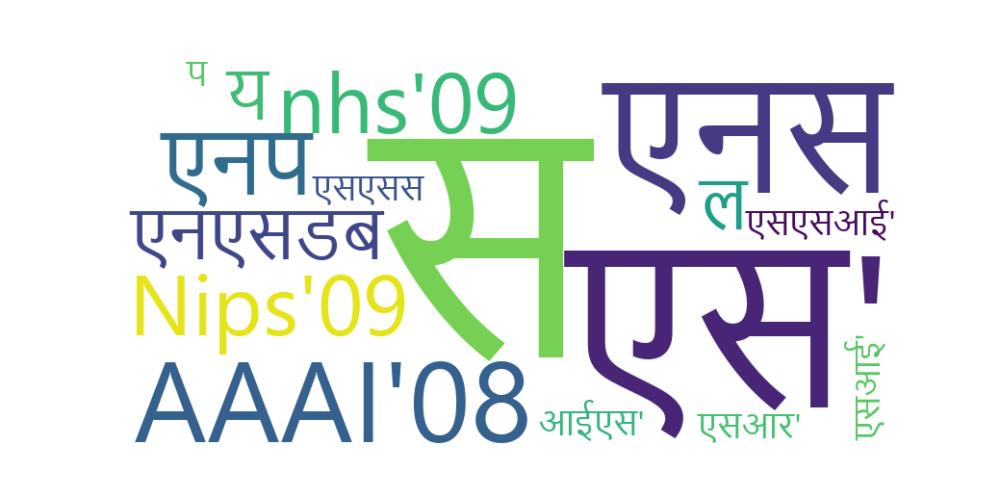 प
य
nhs'09
एनस
एनप
स
एसएसस
ल
एसएसआई'
एनएसडब
एस'
Nips'09
एसआई'
AAAI'08
आईएस'
एसआर'